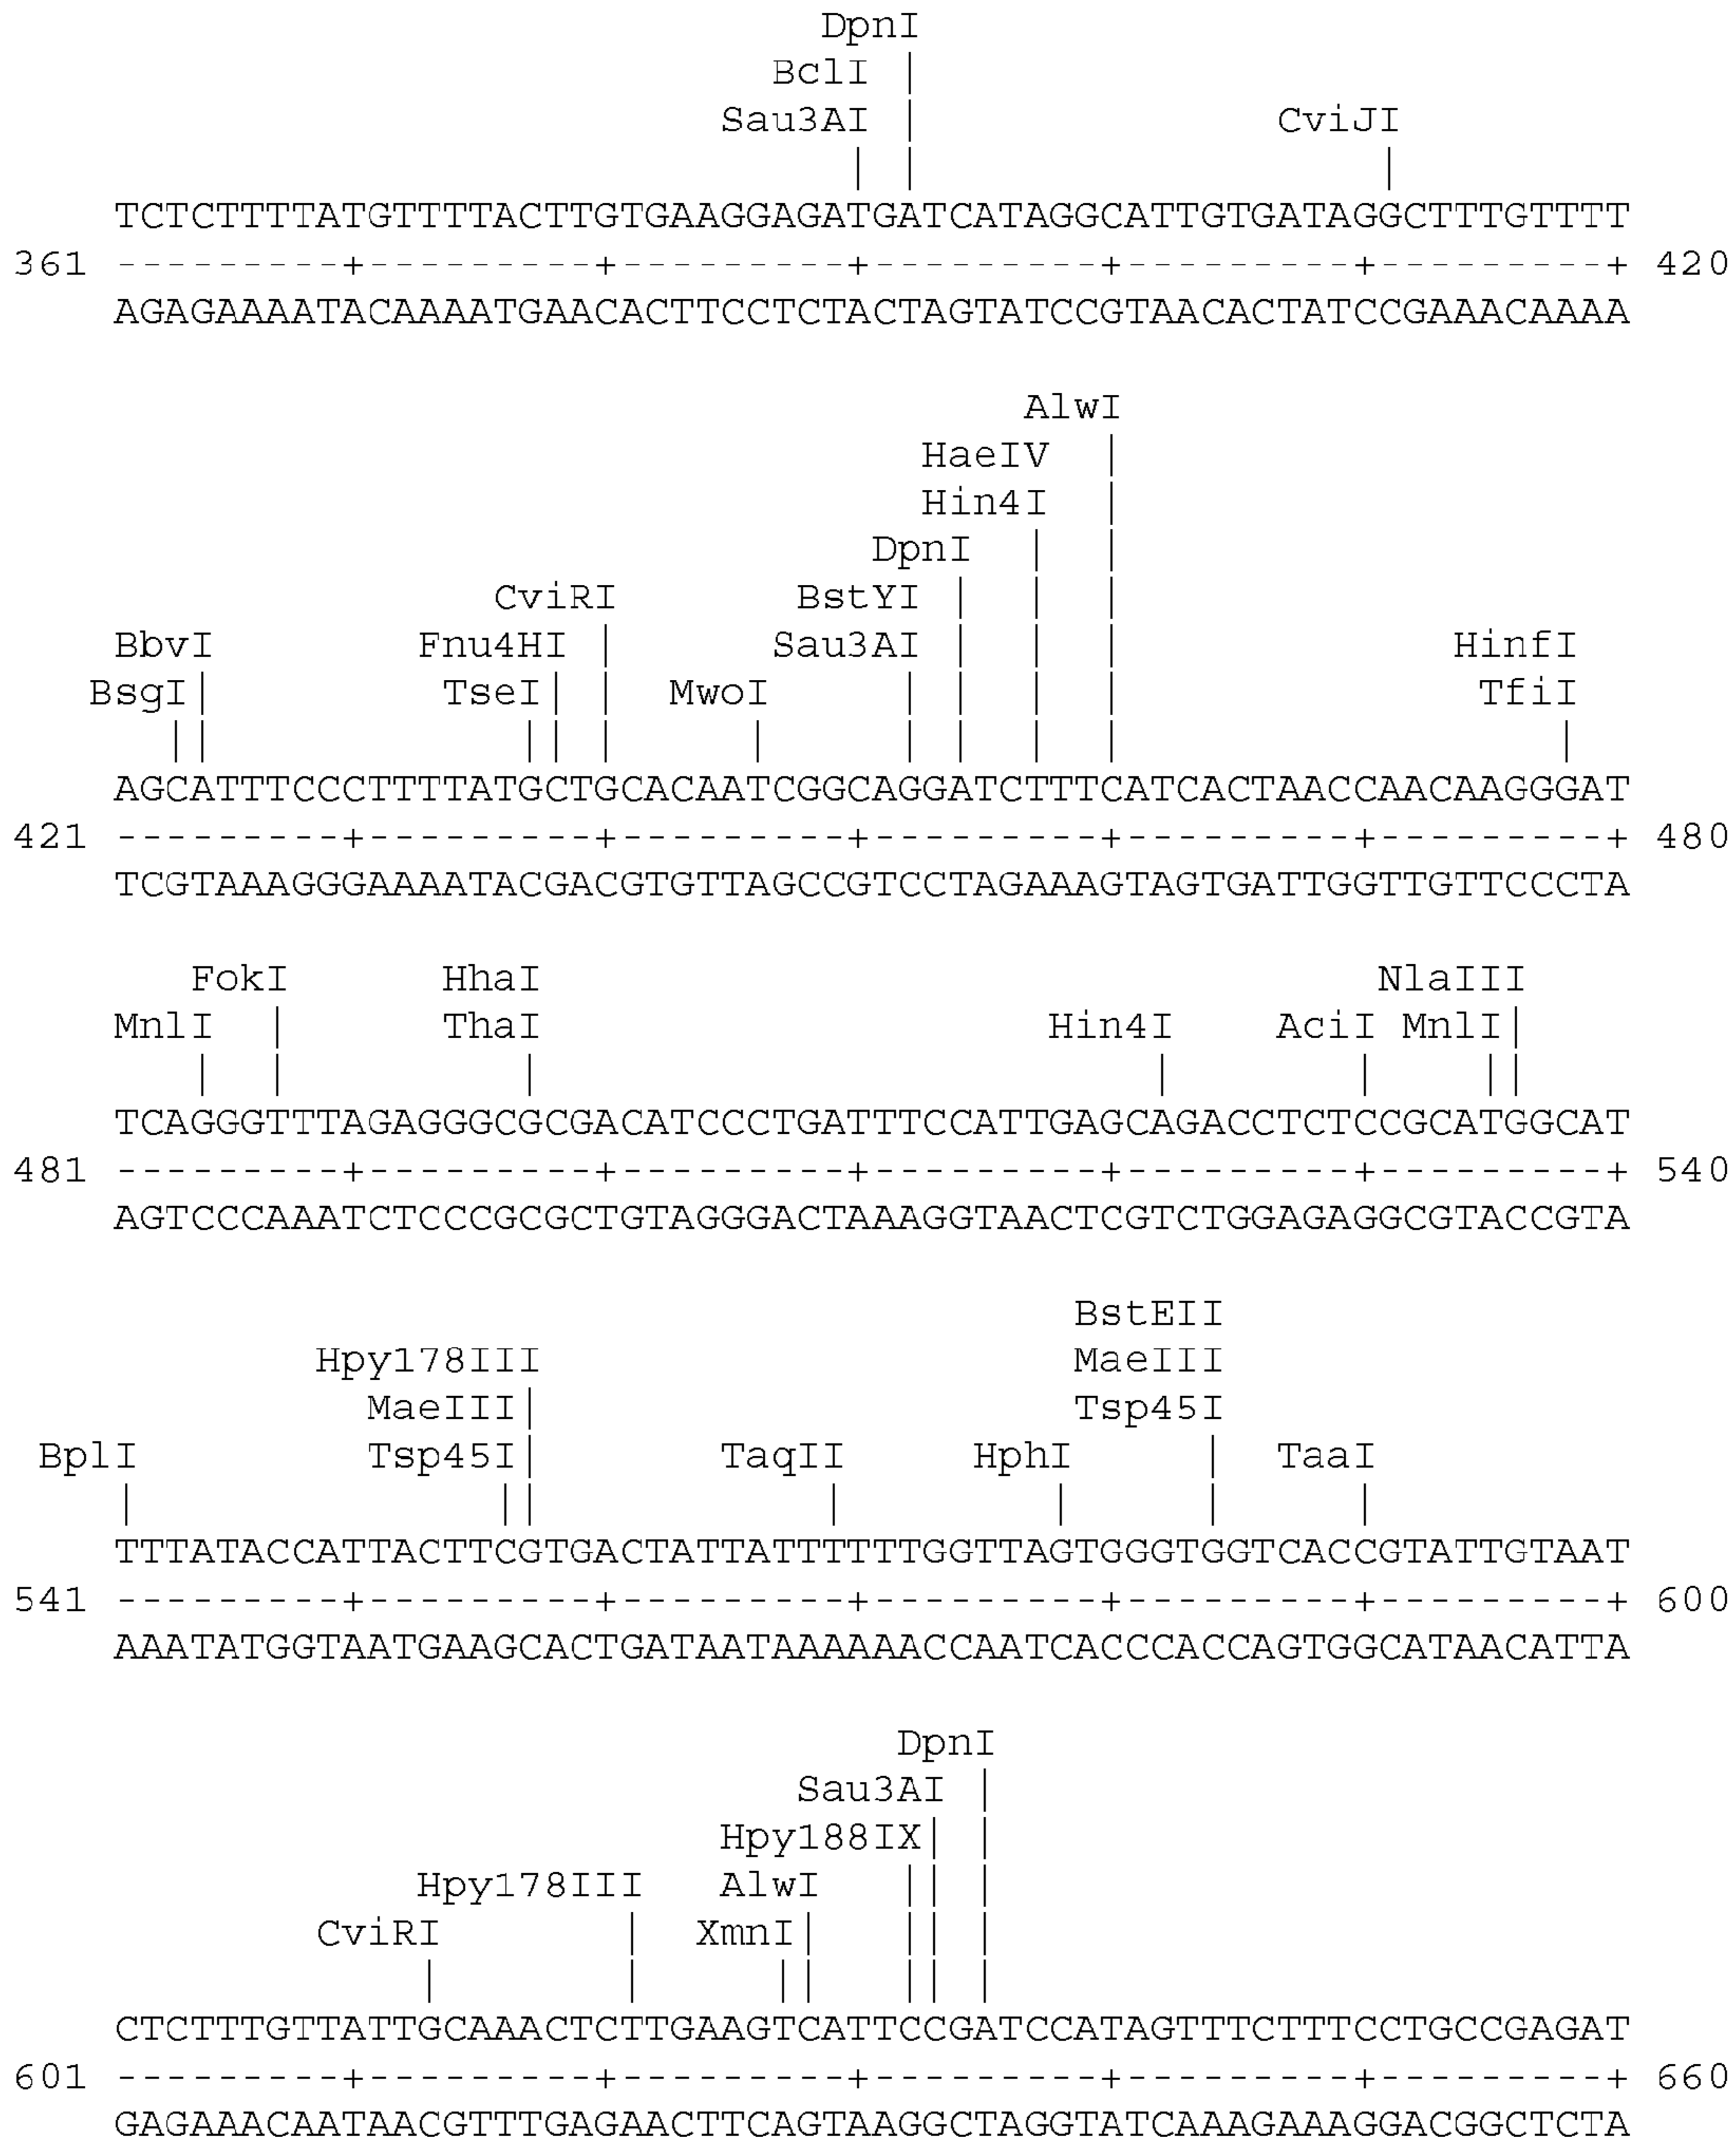 DpnI
BclI |
Sau3AI | CviJI
| | |
TCTCTTTTATGTTTTACTTGTGAAGGAGATGATCATAGGCATTGTGATAGGCTTTGTTTT
361 ---------+---------+---------+---------+---------+---------+ 420
AGAGAAAATACAAAATGAACACTTCCTCTACTAGTATCCGTAACACTATCCGAAACAAAA
AlwI
HaeIV |
Hin4I |
DpnI | |
CviRI BstYI | | |
BbvI Fnu4HI | Sau3AI | | | HinfI
BsgI| TseI| | MwoI | | | | TfiI
|| || | | | | | | |
AGCATTTCCCTTTTATGCTGCACAATCGGCAGGATCTTTCATCACTAACCAACAAGGGAT
421 ---------+---------+---------+---------+---------+---------+ 480
TCGTAAAGGGAAAATACGACGTGTTAGCCGTCCTAGAAAGTAGTGATTGGTTGTTCCCTA
FokI HhaI NlaIII
MnlI | ThaI Hin4I AciI MnlI|
| | | | | ||
TCAGGGTTTAGAGGGCGCGACATCCCTGATTTCCATTGAGCAGACCTCTCCGCATGGCAT
481 ---------+---------+---------+---------+---------+---------+ 540
AGTCCCAAATCTCCCGCGCTGTAGGGACTAAAGGTAACTCGTCTGGAGAGGCGTACCGTA
BstEII
Hpy178III MaeIII
MaeIII| Tsp45I
BplI Tsp45I| TaqII HphI | TaaI
| || | | | |
TTTATACCATTACTTCGTGACTATTATTTTTTGGTTAGTGGGTGGTCACCGTATTGTAAT
541 ---------+---------+---------+---------+---------+---------+ 600
AAATATGGTAATGAAGCACTGATAATAAAAAACCAATCACCCACCAGTGGCATAACATTA
DpnI
Sau3AI |
Hpy188IX| |
Hpy178III AlwI || |
CviRI | XmnI| || |
| | || || |
CTCTTTGTTATTGCAAACTCTTGAAGTCATTCCGATCCATAGTTTCTTTCCTGCCGAGAT
601 ---------+---------+---------+---------+---------+---------+ 660
GAGAAACAATAACGTTTGAGAACTTCAGTAAGGCTAGGTATCAAAGAAAGGACGGCTCTA